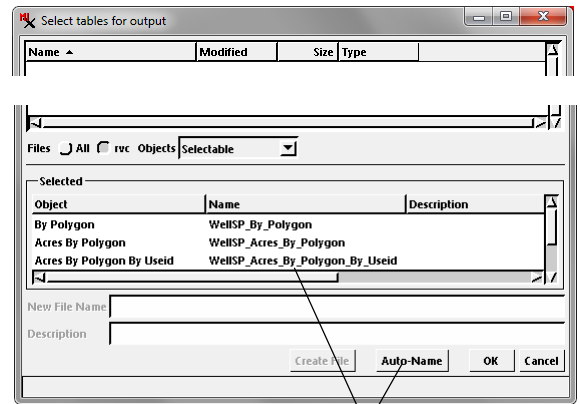 Select tables for output
Name Modified Size Type
Files All rvc Objects Selectable
Selected
Object Name Description
By Polygon WellSP_By_Polygon
Acres By Polygon WellSP_Acres_By_Polygon
Acres By Polygon By Useid WellSP_Acres_By_Polygon_By_Useid
New File Name
Description
Create File Auto-Name OK Cancel